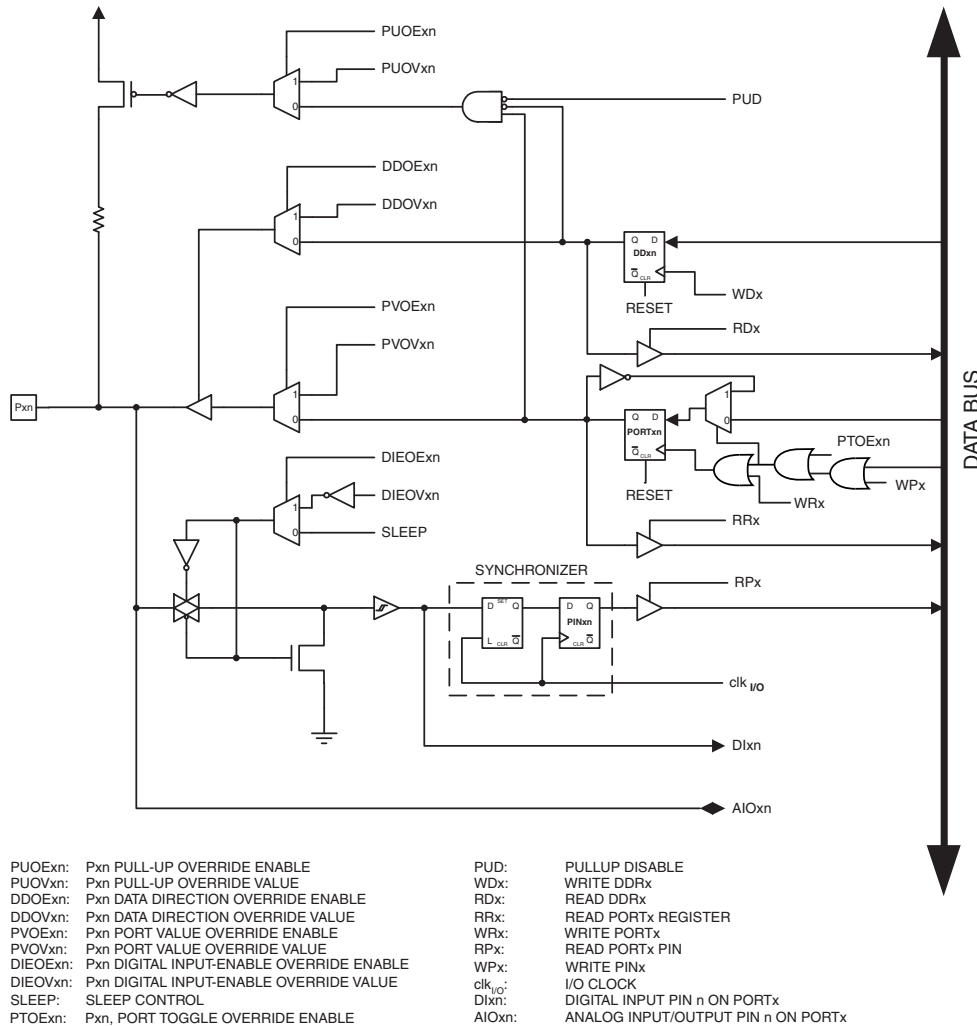 PUOExn
PUOVxn
1
0
PUD
DDOExn
DDOVxn
1
0
Q D
DDxn
Q CLR
WDx
RESET
RDx
PVOExn
PVOVxn
1
0
Pxn
1
0
Q D
PORTxn
Q CLR
PTOExn
WPx
RESET
WRx
RRx
DATA BUS
DIEOExn
DIEOVxn
1
0
SLEEP
SYNCHRONIZER
D SET Q
L CLR Q
D Q
PINxn
CLR Q
RPx
clk I/O
DIxn
AIOxn
PUOExn: Pxn PULL-UP OVERRIDE ENABLE
PUOVxn: Pxn PULL-UP OVERRIDE VALUE
DDOExn: Pxn DATA DIRECTION OVERRIDE ENABLE
DDOVxn: Pxn DATA DIRECTION OVERRIDE VALUE
PVOExn: Pxn PORT VALUE OVERRIDE ENABLE
PVOVxn: Pxn PORT VALUE OVERRIDE VALUE
DIEOExn: Pxn DIGITAL INPUT-ENABLE OVERRIDE ENABLE
DIEOVxn: Pxn DIGITAL INPUT-ENABLE OVERRIDE VALUE
SLEEP: SLEEP CONTROL
PTOExn: Pxn, PORT TOGGLE OVERRIDE ENABLE
PUD: PULLUP DISABLE
WDx: WRITE DDRx
RDx: READ DDRx
RRx: READ PORTx REGISTER
WRx: WRITE PORTx
RPx: READ PORTx PIN
WPx: WRITE PINx
clkI/O: I/O CLOCK
DIxn: DIGITAL INPUT PIN n ON PORTx
AIOxn: ANALOG INPUT/OUTPUT PIN n ON PORTx